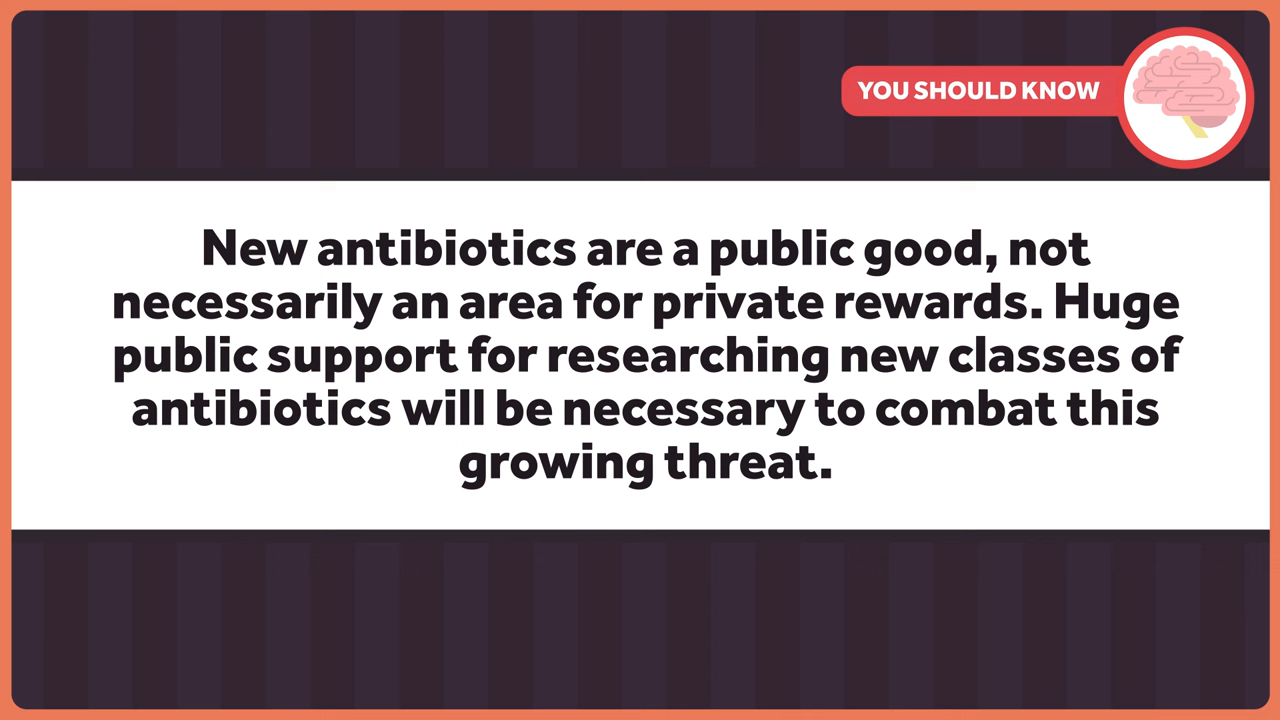 YOU SHOULD KNOW
New antibiotics are a public good, not
necessarily an area for private rewards. Huge
public support for researching new classes of
antibiotics will be necessary to combat this
growing threat.